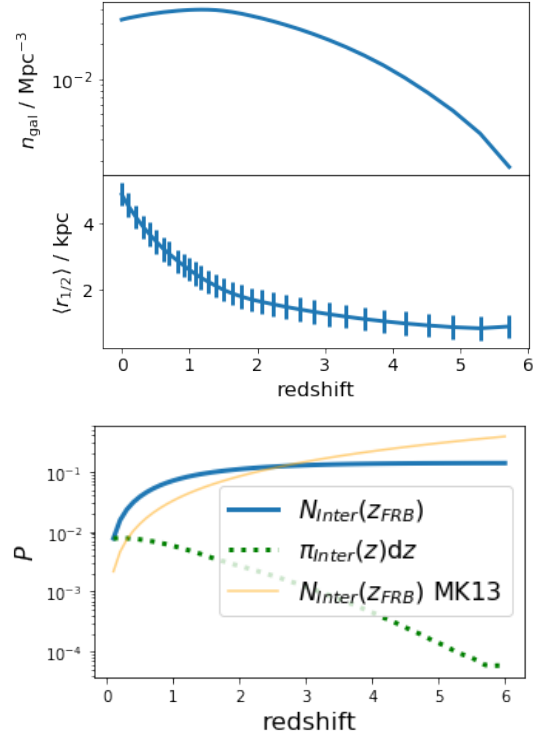 n_gal / Mpc⁻³
10⁻²
⟨r_1/2⟩ / kpc
4
2
0 1 2 3 4 5 6
redshift
P
10⁻¹
10⁻²
10⁻³
10⁻⁴
N_Inter(z_FRB)
π_Inter(z)dz
N_Inter(z_FRB) MK13
0 1 2 3 4 5 6
redshift